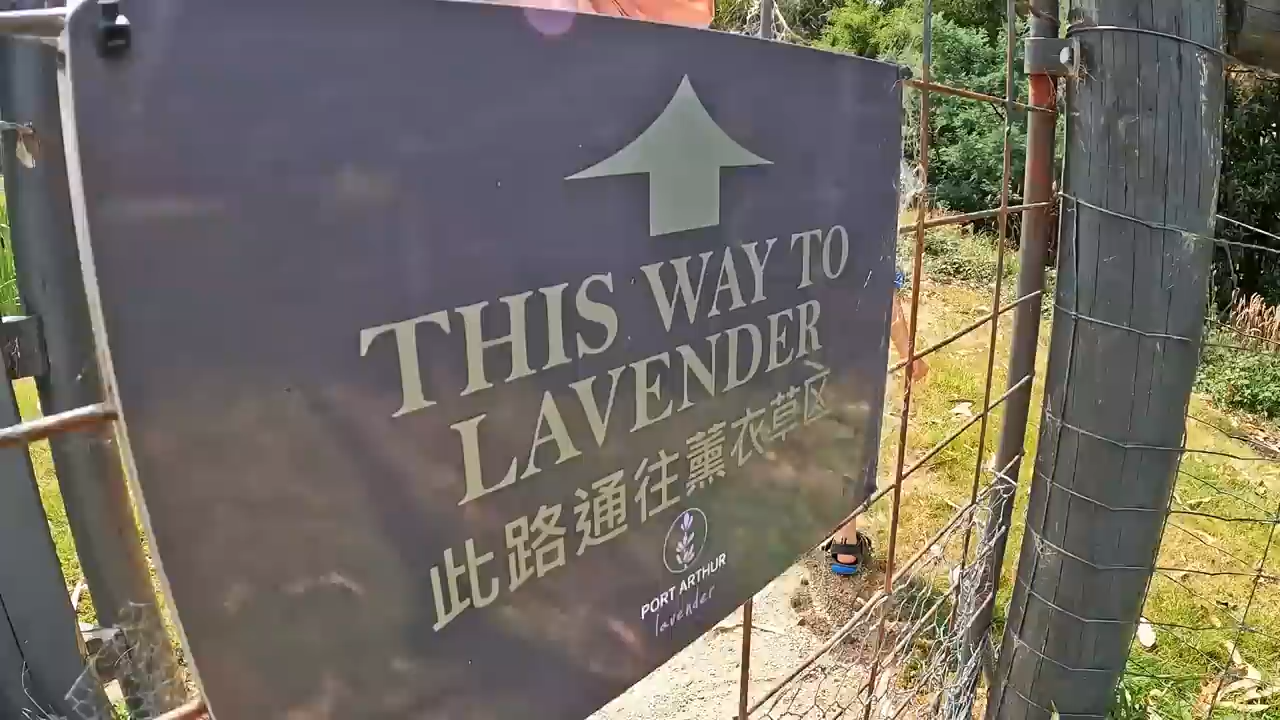 THIS WAY TO
LAVENDER
此路通往薰衣草区
PORT ARTHUR
lavender